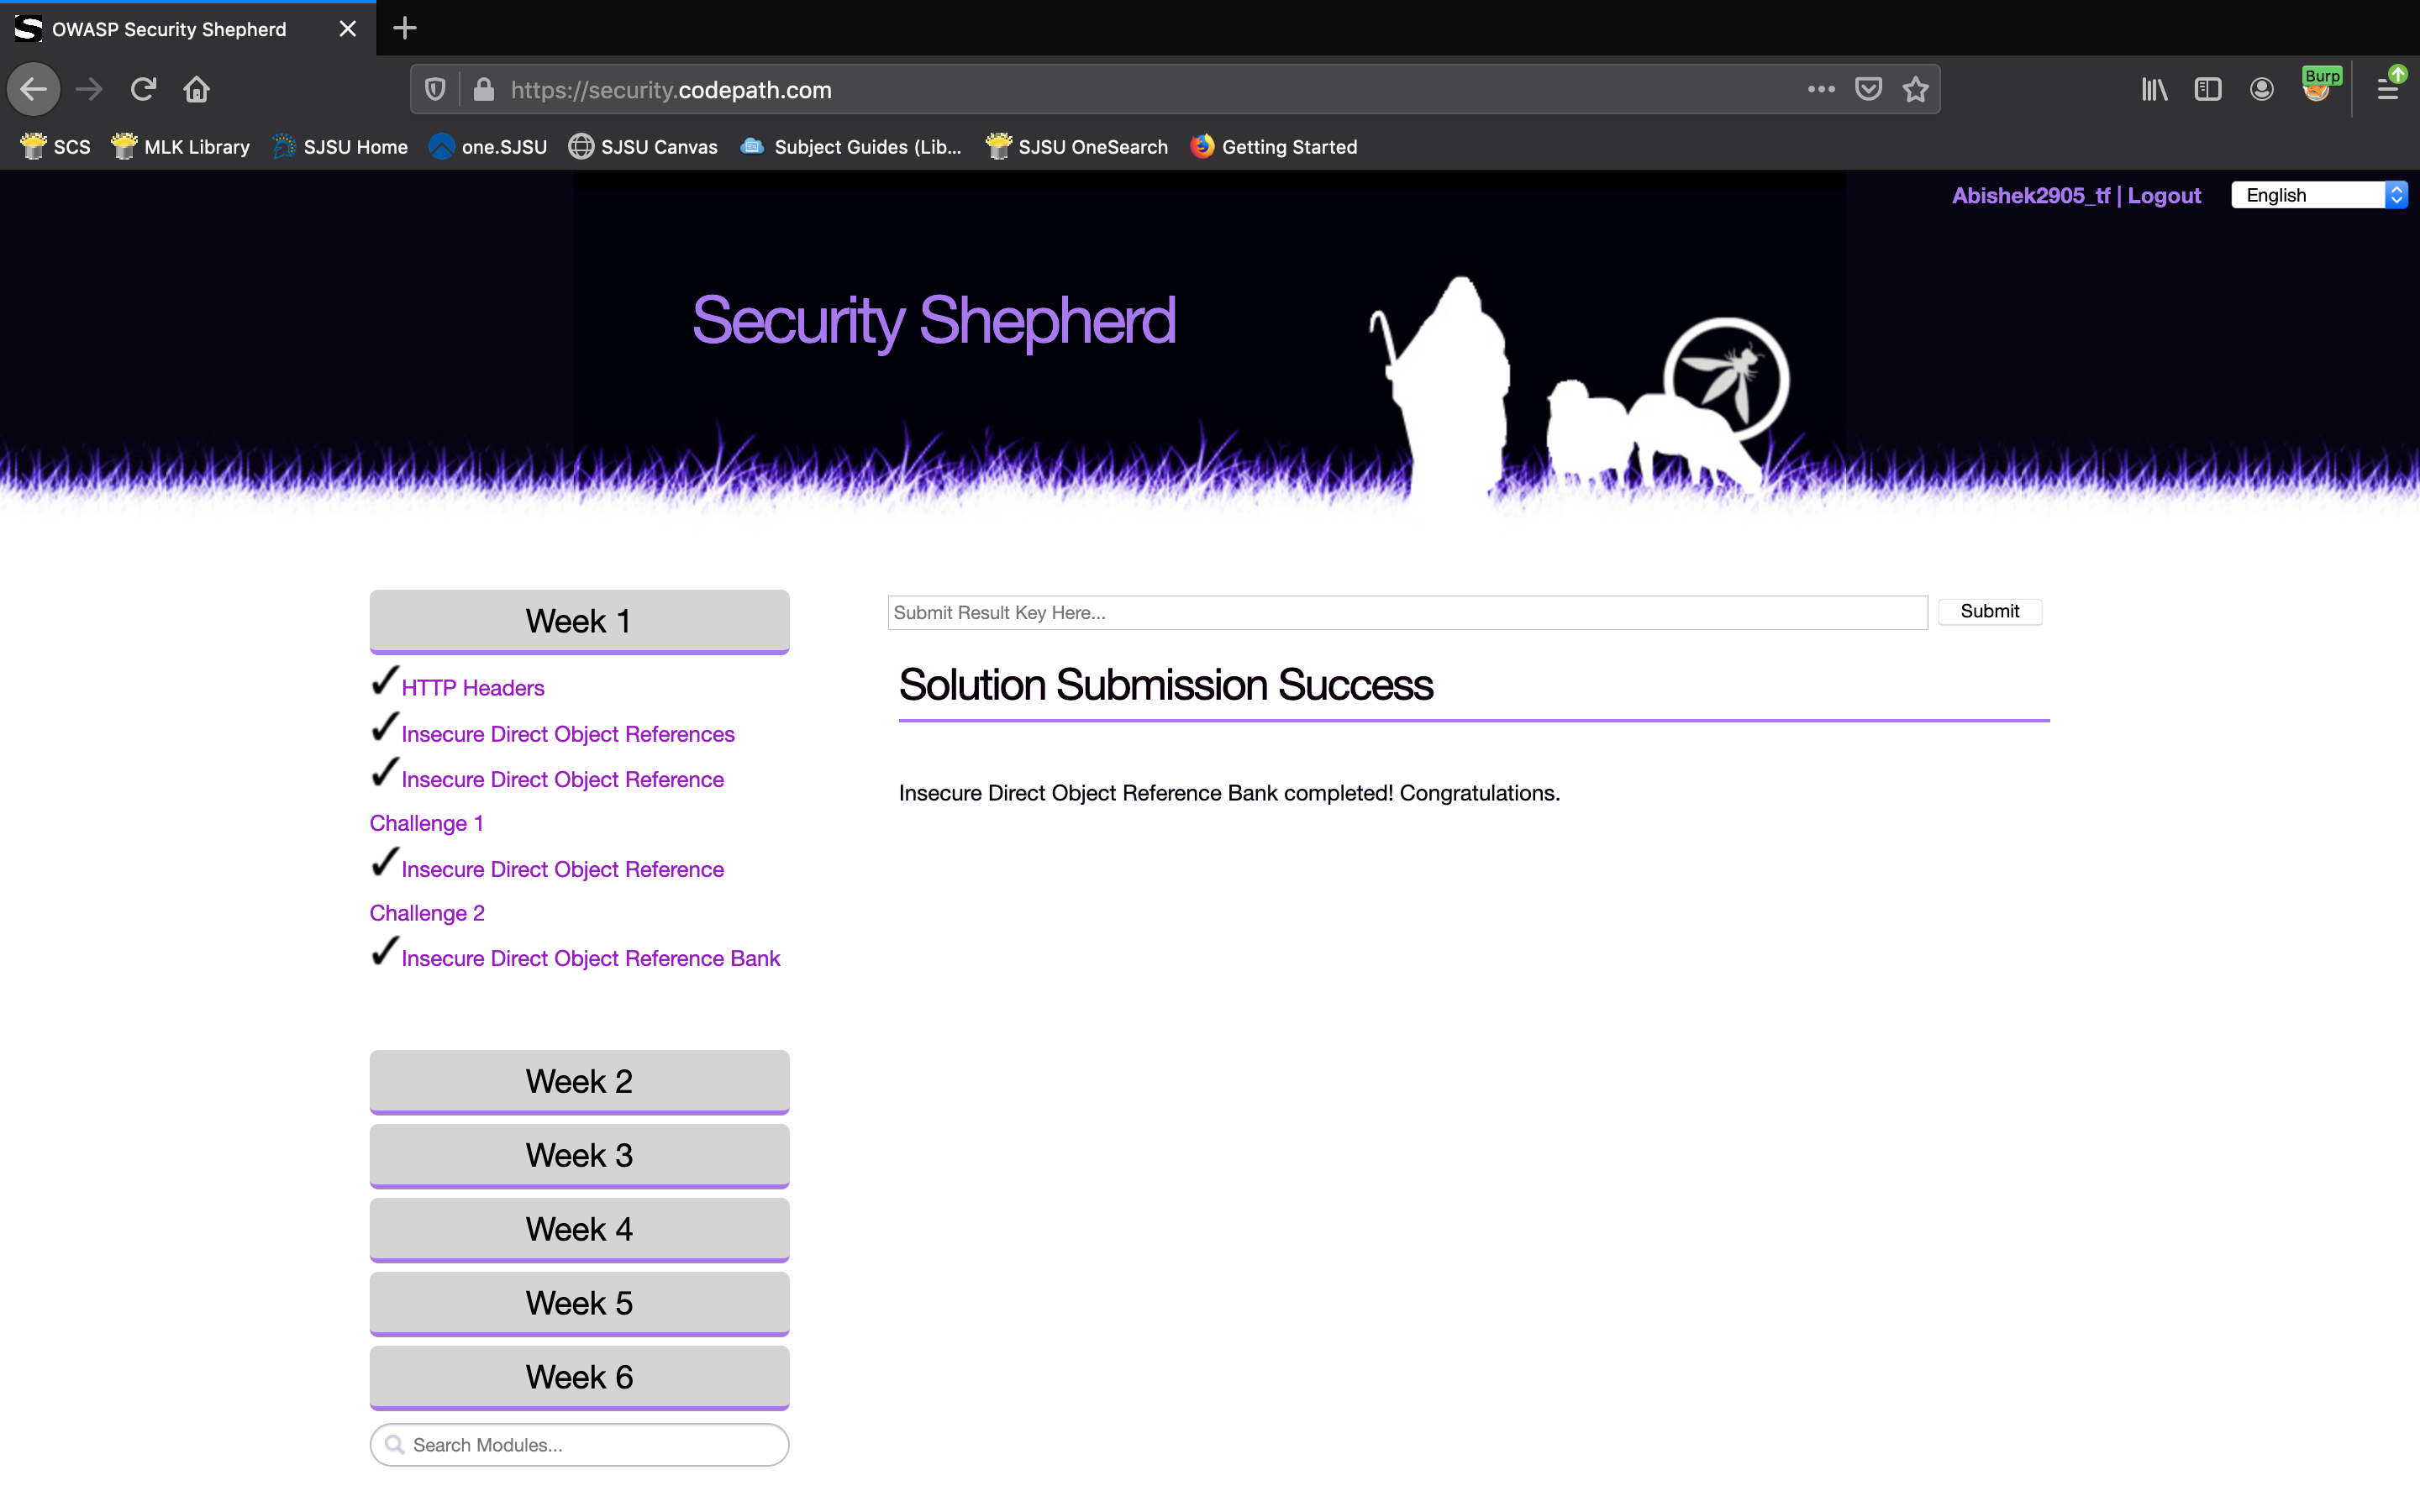 OWASP Security Shepherd
https://security.codepath.com
Burp
SCS MLK Library SJSU Home one.SJSU SJSU Canvas Subject Guides (Lib... SJSU OneSearch Getting Started
Abishek2905_tf | Logout English
Security Shepherd
Week 1
Submit Result Key Here... Submit
HTTP Headers
Insecure Direct Object References
Insecure Direct Object Reference
Challenge 1
Insecure Direct Object Reference
Challenge 2
Insecure Direct Object Reference Bank
Solution Submission Success
Insecure Direct Object Reference Bank completed! Congratulations.
Week 2
Week 3
Week 4
Week 5
Week 6
Search Modules...